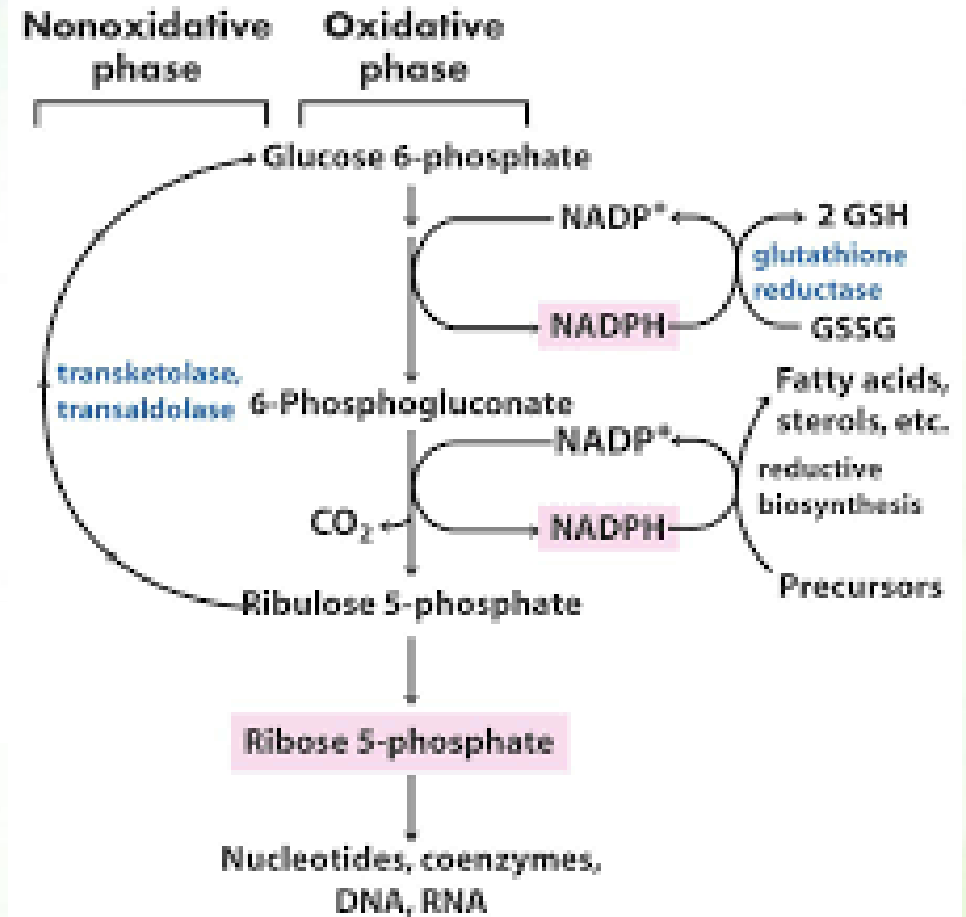 Nonoxidative phase
Oxidative phase
Glucose 6-phosphate
NADP+
2 GSH
glutathione
reductase
NADPH
GSSG
transketolase,
transaldolase
6-Phosphogluconate
Fatty acids,
sterols, etc.
NADP+
reductive
biosynthesis
CO2
NADPH
Precursors
Ribulose 5-phosphate
Ribose 5-phosphate
Nucleotides, coenzymes,
DNA, RNA